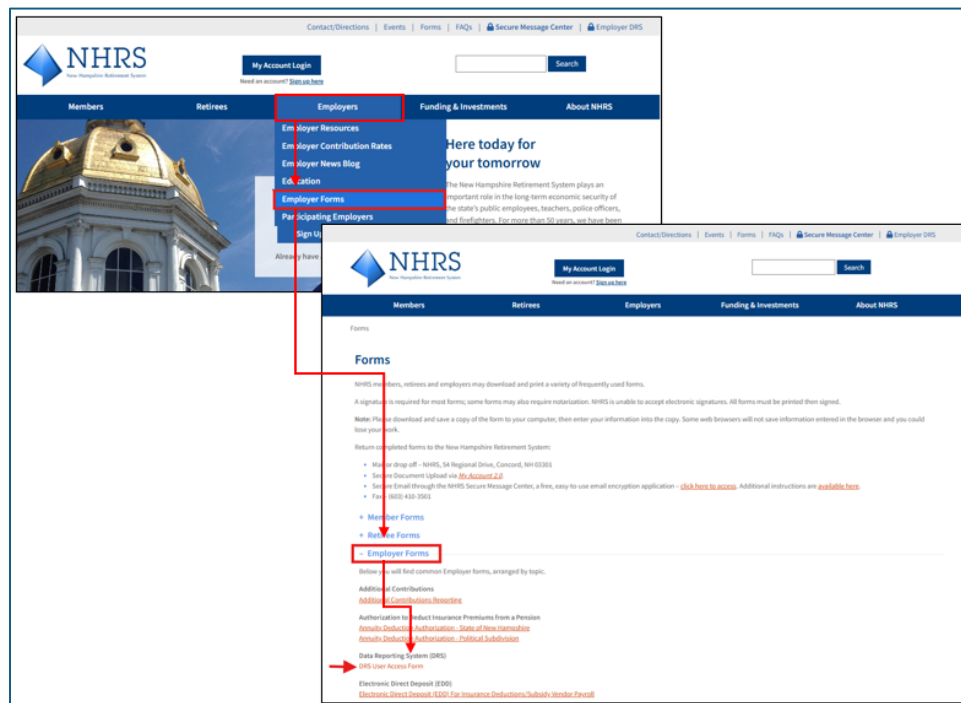 Contact/Directions | Events | Forms | FAQs | Secure Message Center | Employer DRS
NHRS
New Hampshire Retirement System
My Account Login
Need an account? Sign up here
Search
Members Retirees Employers Funding & Investments About NHRS
Employer Resources
Employer Contribution Rates
Employer News Blog
Education
Employer Forms
Participating Employers
Sign Up
Already have
Here today for
your tomorrow
The New Hampshire Retirement System plays an
important role in the long-term economic security of
the state's public employees, teachers, police officers,
and firefighters. For more than 50 years, we have been
Contact/Directions | Events | Forms | FAQs | Secure Message Center | Employer DRS
NHRS
New Hampshire Retirement System
My Account Login
Need an account? Sign up here
Search
Members Retirees Employers Funding & Investments About NHRS
Forms
Forms
NHRS members, retirees and employers may download and print a variety of frequently used forms.
A signature is required for most forms; some forms may also require notarization. NHRS is unable to accept electronic signatures. All forms must be printed then signed.
Note: Please download and save a copy of the form to your computer, then enter your information into the copy. Some web browsers will not save information entered in the browser and you could
lose your work.
Return completed forms to the New Hampshire Retirement System:
• Mail or drop off – NHRS, 54 Regional Drive, Concord, NH 03301
• Secure Document Upload via My Account 2.0
• Secure Email through the NHRS Secure Message Center, a free, easy-to-use email encryption application – click here to access. Additional instructions are available here.
• Fax – (603) 410-3501
+ Member Forms
+ Retiree Forms
– Employer Forms
Below you will find common Employer forms, arranged by topic.
Additional Contributions
Additional Contributions Reporting
Authorization to Deduct Insurance Premiums from a Pension
Annuity Deduction Authorization - State of New Hampshire
Annuity Deduction Authorization - Political Subdivision
Data Reporting System (DRS)
DRS User Access Form
Electronic Direct Deposit (EDD)
Electronic Direct Deposit (EDD) For Insurance Deductions/Subsidy Vendor Payroll